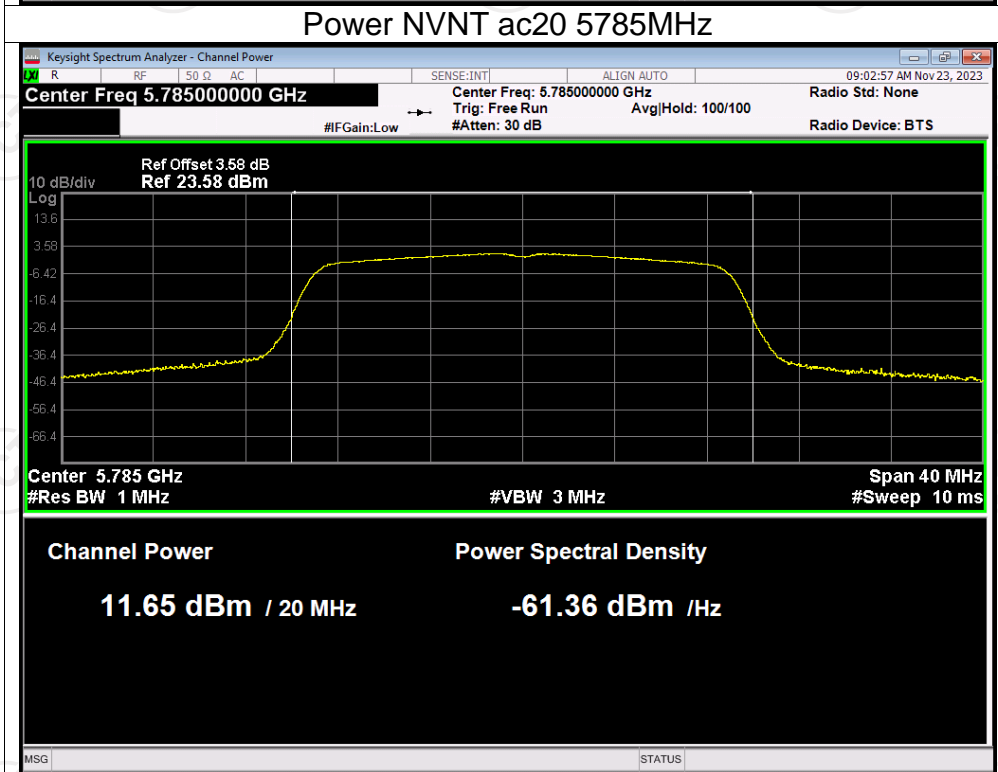 Power NVNT ac20 5785MHz
Keysight Spectrum Analyzer - Channel Power
LXI R RF 50 Ω AC SENSE:INT ALIGN AUTO 09:02:57 AM Nov 23, 2023
Center Freq 5.785000000 GHz Center Freq: 5.785000000 GHz Radio Std: None
Trig: Free Run Avg|Hold: 100/100
#IFGain:Low #Atten: 30 dB Radio Device: BTS
Ref Offset 3.58 dB
10 dB/div Ref 23.58 dBm
Log
13.6
3.58
-6.42
-16.4
-26.4
-36.4
-46.4
-56.4
-66.4
Center 5.785 GHz Span 40 MHz
#Res BW 1 MHz #VBW 3 MHz #Sweep 10 ms
Channel Power Power Spectral Density
11.65 dBm / 20 MHz -61.36 dBm /Hz
MSG STATUS